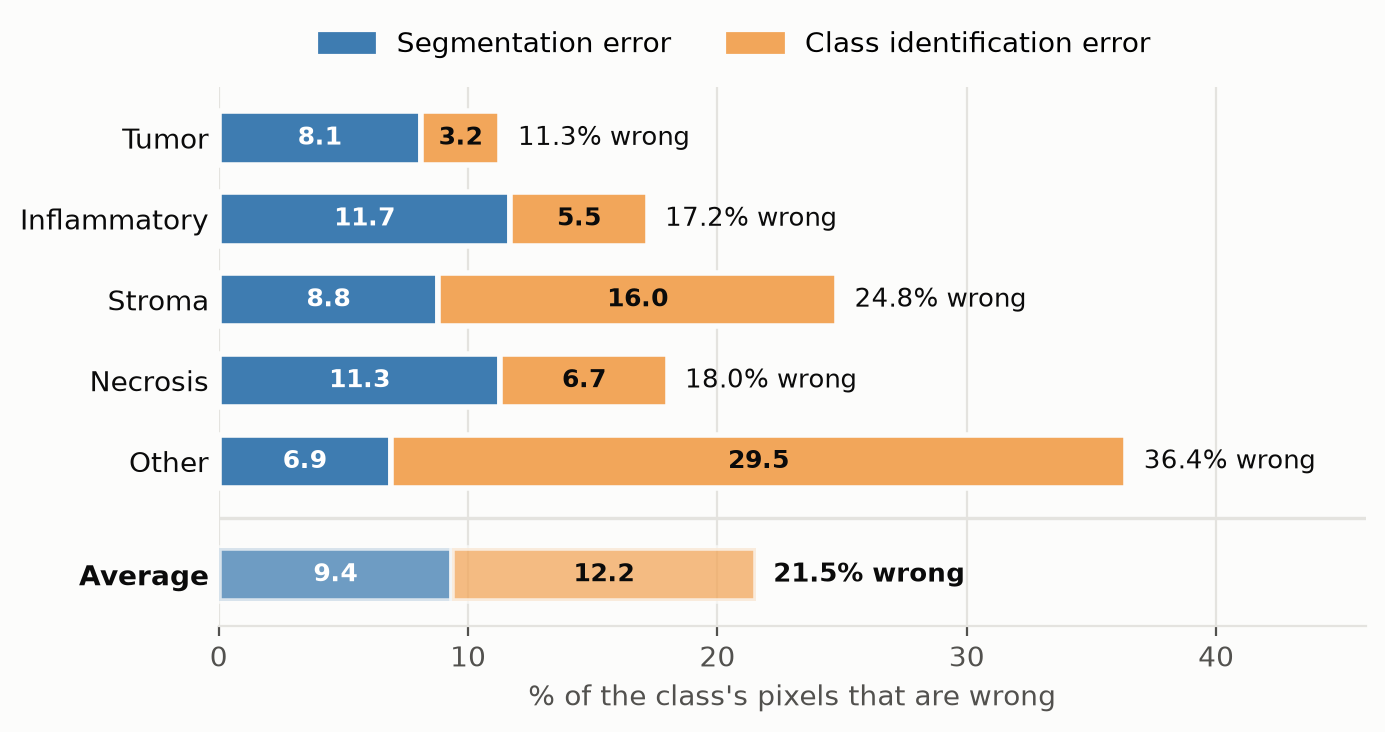 Segmentation error Class identification error
Tumor 8.1 3.2 11.3% wrong
Inflammatory 11.7 5.5 17.2% wrong
Stroma 8.8 16.0 24.8% wrong
Necrosis 11.3 6.7 18.0% wrong
Other 6.9 29.5 36.4% wrong
Average 9.4 12.2 21.5% wrong
0 10 20 30 40
% of the class's pixels that are wrong